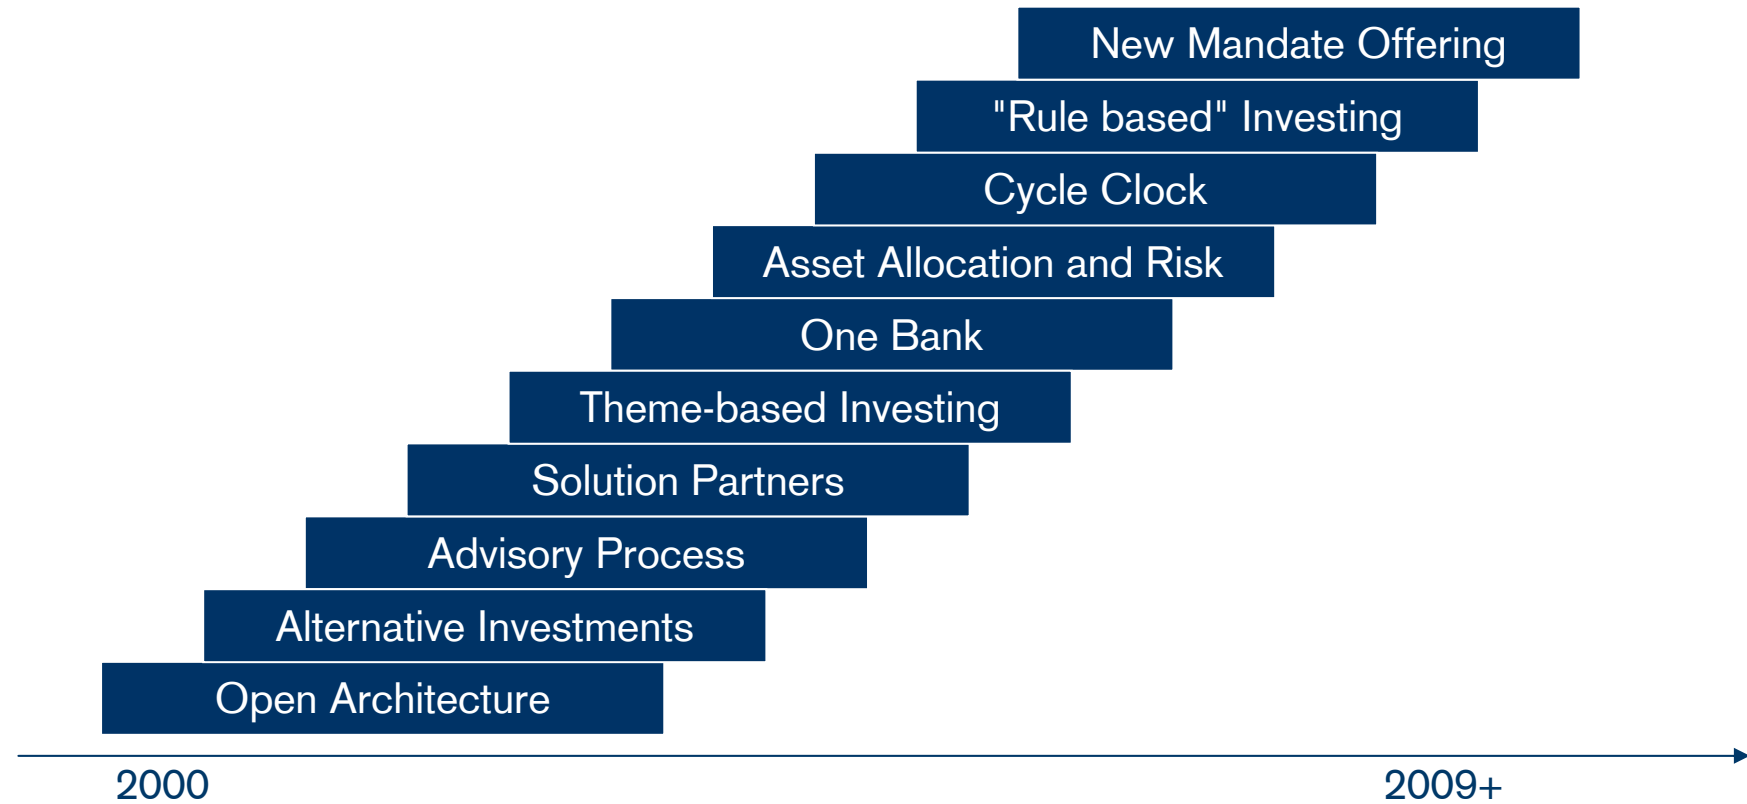 New Mandate Offering
"Rule based" Investing
Cycle Clock
Asset Allocation and Risk
One Bank
Theme-based Investing
Solution Partners
Advisory Process
Alternative Investments
Open Architecture
2000
2009+